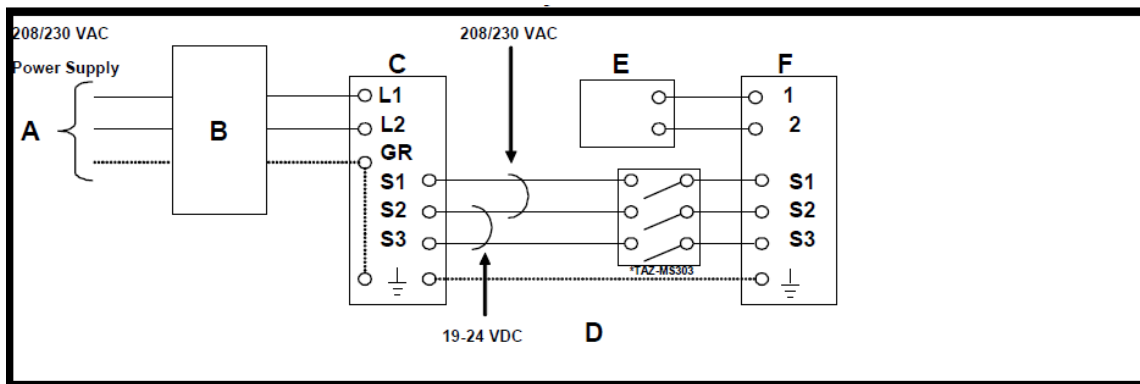 208/230 VAC
Power Supply
A
B
208/230 VAC
C
L1
L2
GR
S1
S2
S3
E
F
1
2
S1
S2
S3
*TAZ-MS303
19-24 VDC
D